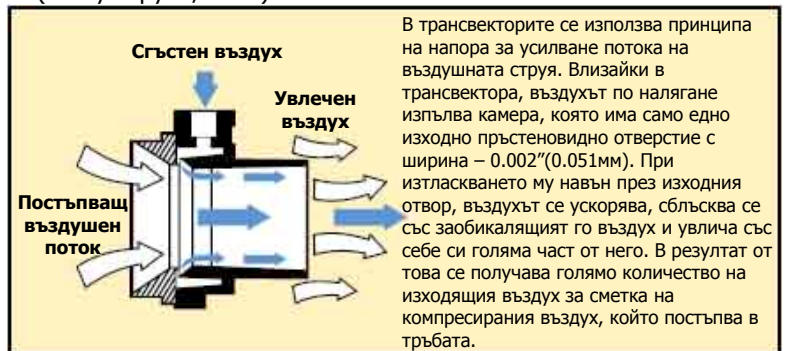 Сгъстен въздух
Увлечен
въздух
Постъпващ
въздушен
поток
В трансвекторите се използва принципа
на напора за усилване потока на
въздушната струя. Влизайки в
трансвектора, въздухът по налягане
изпълва камера, която има само едно
изходно пръстеновидно отверстие с
ширина – 0.002”(0.051мм). При
изтласкването му навън през изходния
отвор, въздухът се ускорява, сблъсква се
със заобикалящият го въздух и увлича със
себе си голяма част от него. В резултат от
това се получава голямо количество на
изходящия въздух за сметка на
компресирания въздух, който постъпва в
тръбата.